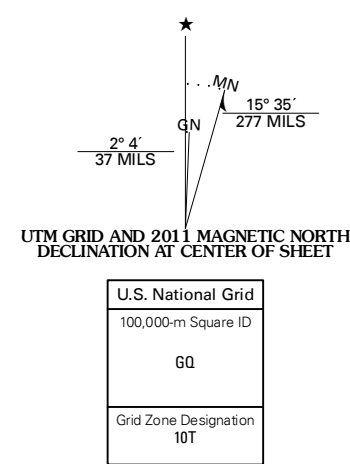 ★
MN
15° 35´
277 MILS
GN
2° 4´
37 MILS
UTM GRID AND 2011 MAGNETIC NORTH
DECLINATION AT CENTER OF SHEET
U.S. National Grid
100,000-m Square ID
GQ
Grid Zone Designation
10T